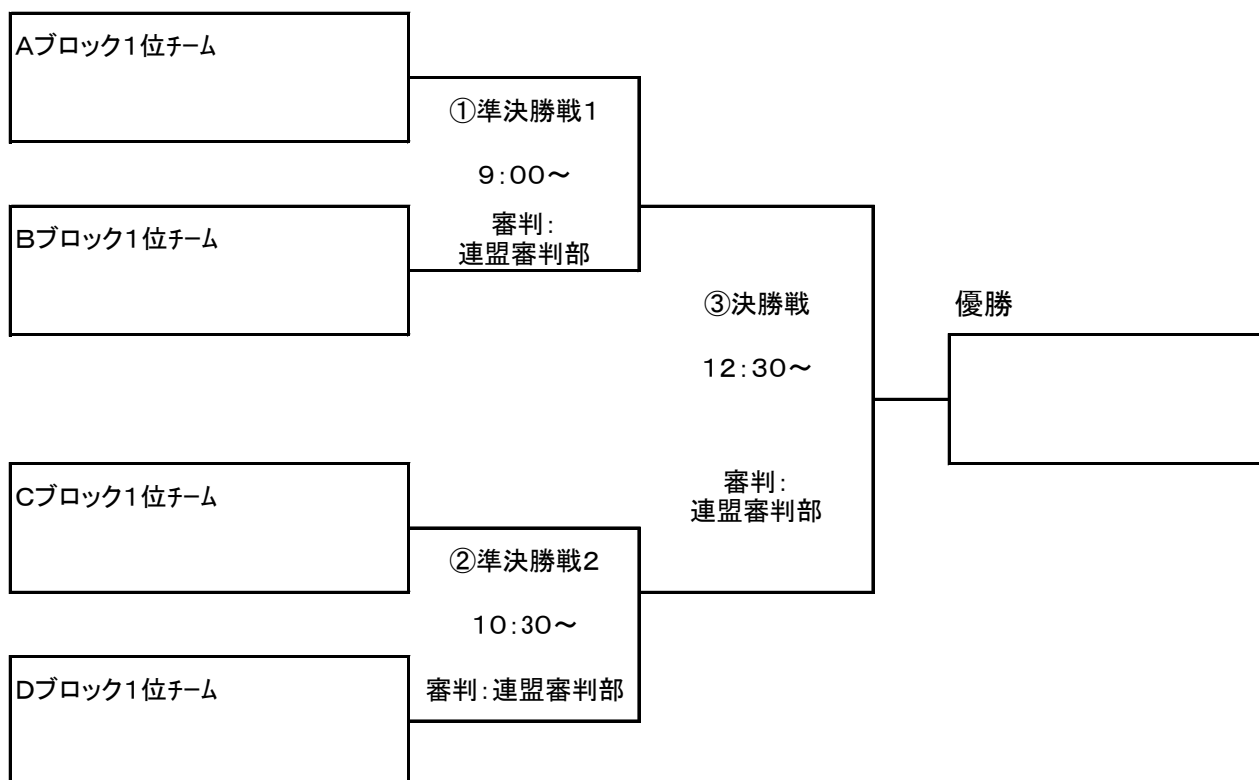 Aブロック1位チーム
①準決勝戦1
9:00~
Bブロック1位チーム
審判:
連盟審判部
③決勝戦
優勝
12:30~
Cブロック1位チーム
審判:
連盟審判部
②準決勝戦2
10:30~
Dブロック1位チーム
審判:連盟審判部